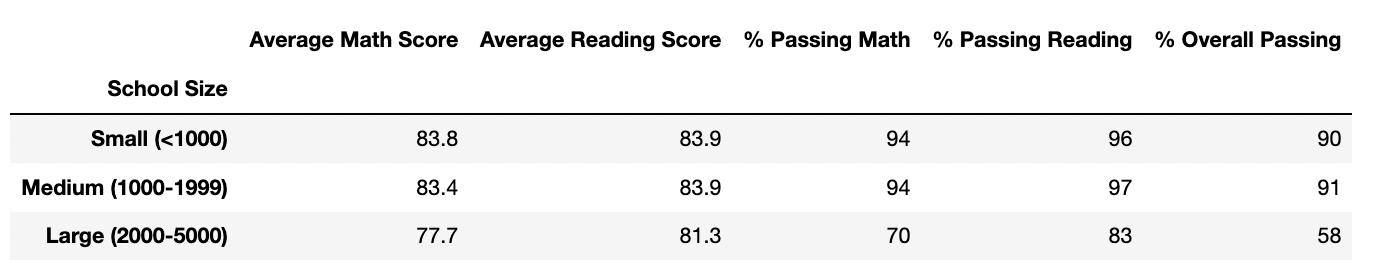 Average Math Score Average Reading Score % Passing Math % Passing Reading % Overall Passing
School Size
Small (<1000) 83.8 83.9 94 96 90
Medium (1000-1999) 83.4 83.9 94 97 91
Large (2000-5000) 77.7 81.3 70 83 58